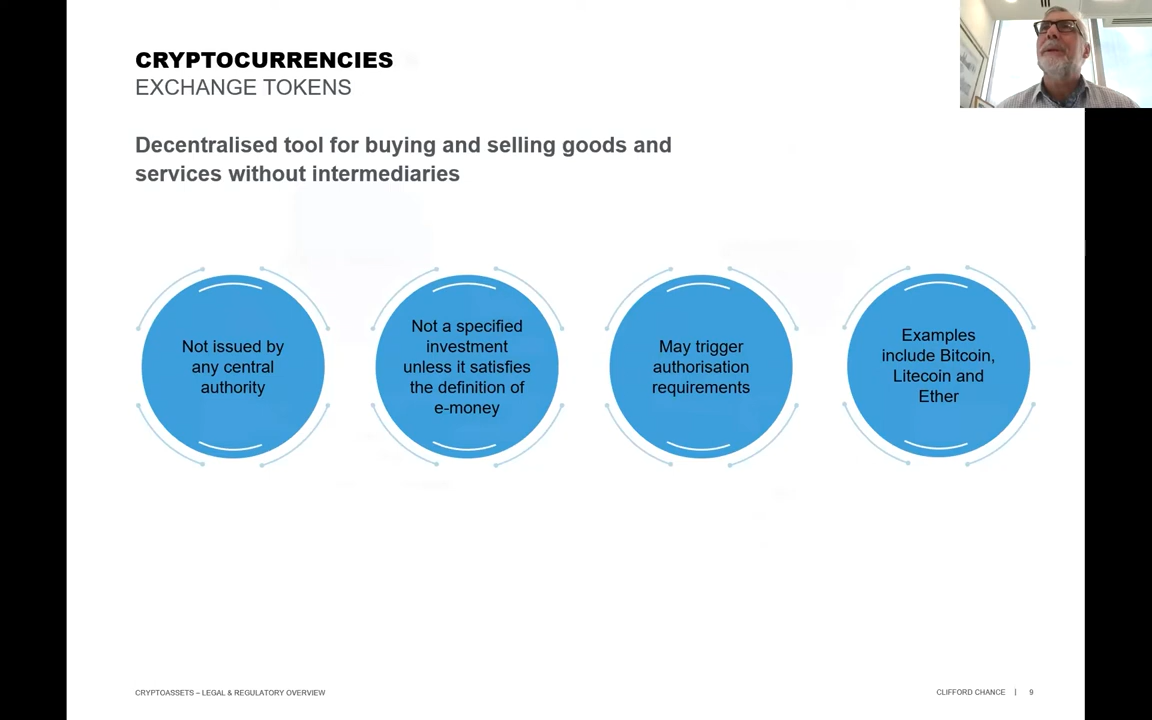 CRYPTOCURRENCIES
EXCHANGE TOKENS
Decentralised tool for buying and selling goods and
services without intermediaries
Not issued by
any central
authority
Not a specified
investment
unless it satisfies
the definition of
e-money
May trigger
authorisation
requirements
Examples
include Bitcoin,
Litecoin and
Ether
CRYPTOASSETS – LEGAL & REGULATORY OVERVIEW
CLIFFORD CHANCE | 9